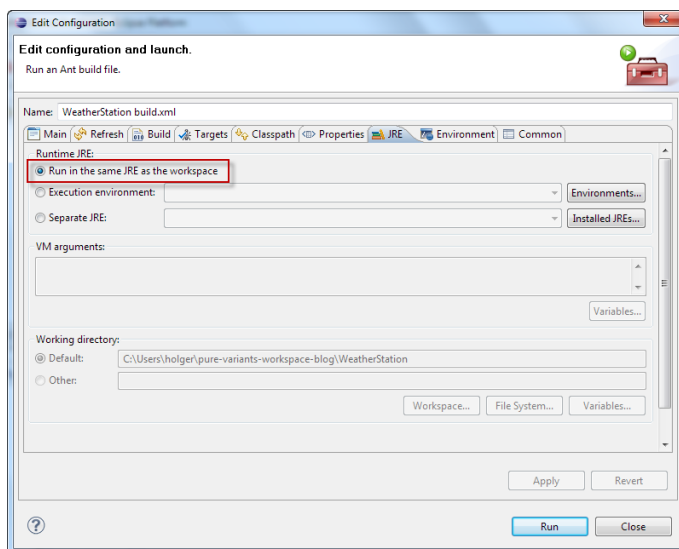 Edit Configuration
Edit configuration and launch.
Run an Ant build file.
Name: WeatherStation build.xml
Main Refresh Build Targets Classpath Properties JRE Environment Common
Runtime JRE:
Run in the same JRE as the workspace
Execution environment: Environments...
Separate JRE: Installed JREs...
VM arguments:
Variables...
Working directory:
Default: C:\Users\holger\pure-variants-workspace-blog\WeatherStation
Other:
Workspace... File System... Variables...
Apply Revert
Run Close